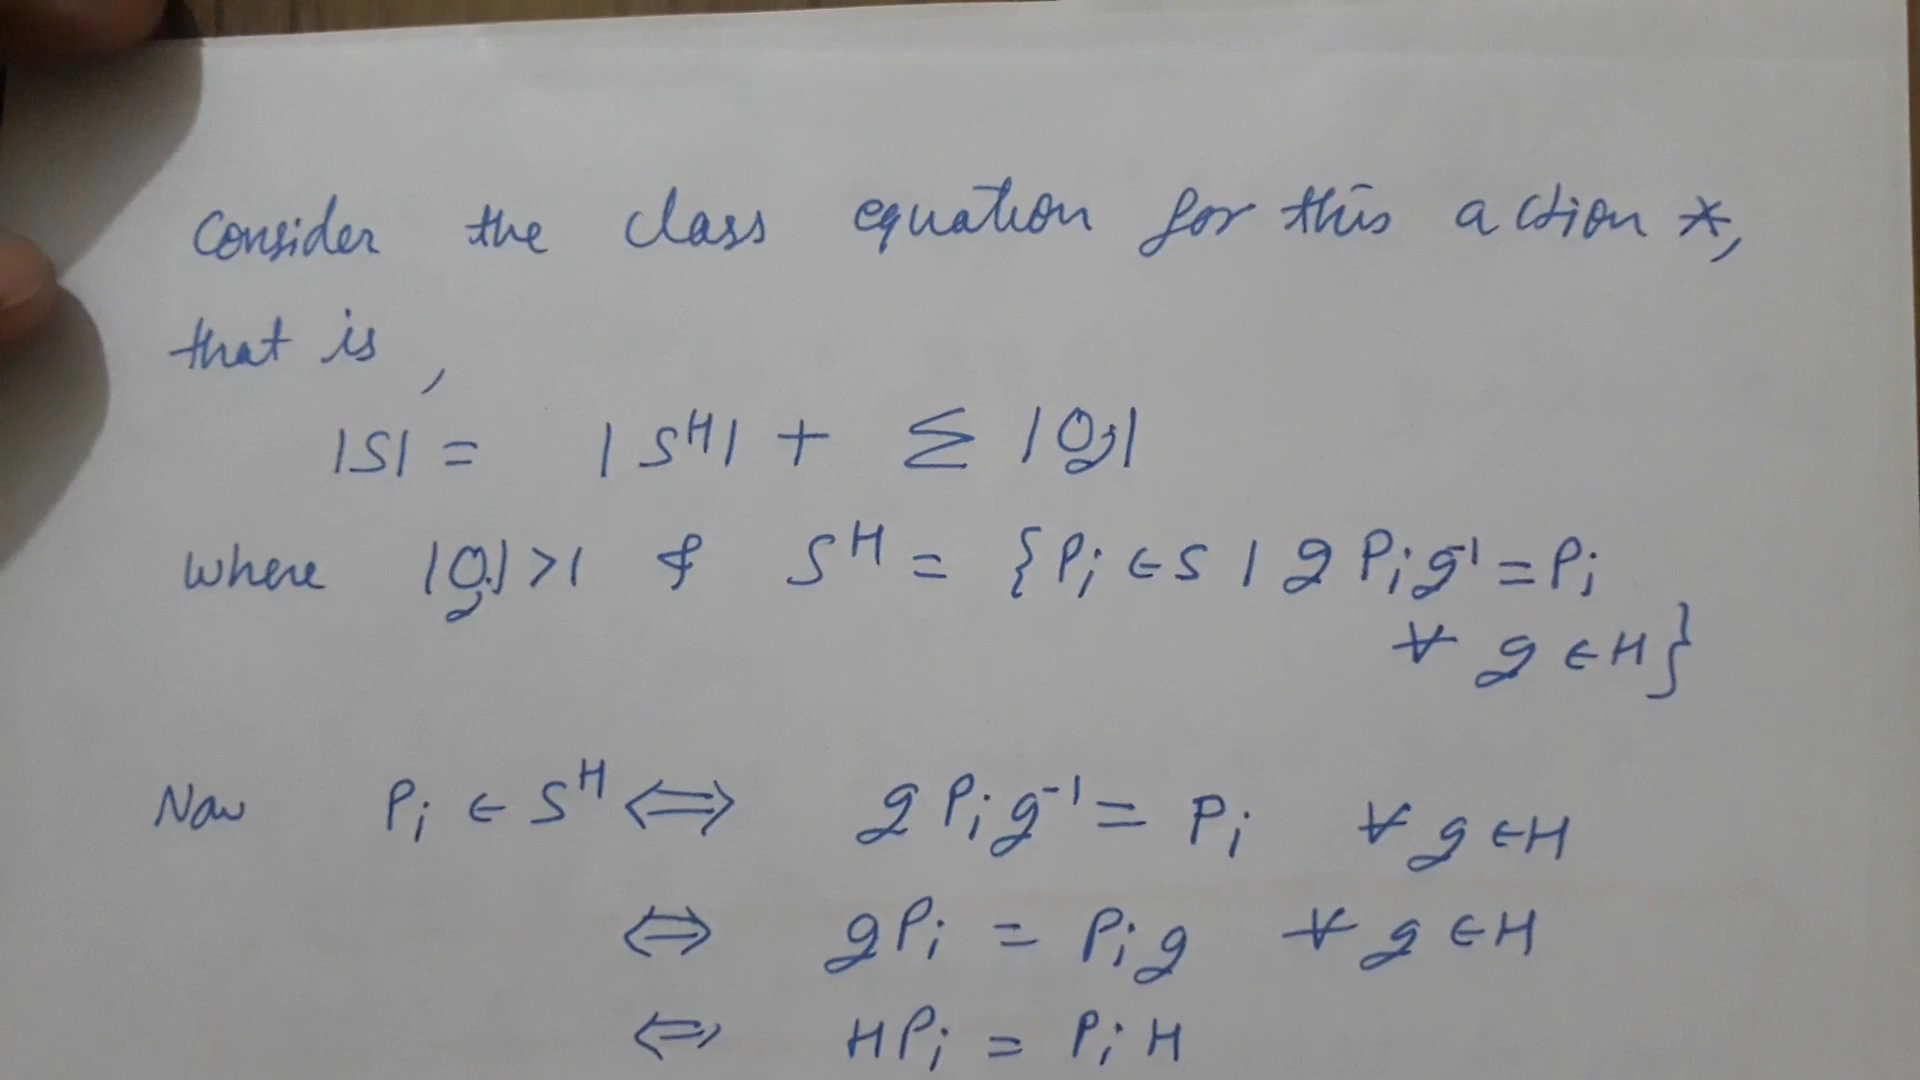 Consider the class equation for this action *,
that is,
|S| = |S^H| + Σ |O_j|
where |O_j| > 1 & S^H = {P_i ∈ S | g P_i g^-1 = P_i
∀ g ∈ H}
Now P_i ∈ S^H ⟺ g P_i g^-1 = P_i ∀ g ∈ H
⟺ g P_i = P_i g ∀ g ∈ H
⟺ H P_i = P_i H